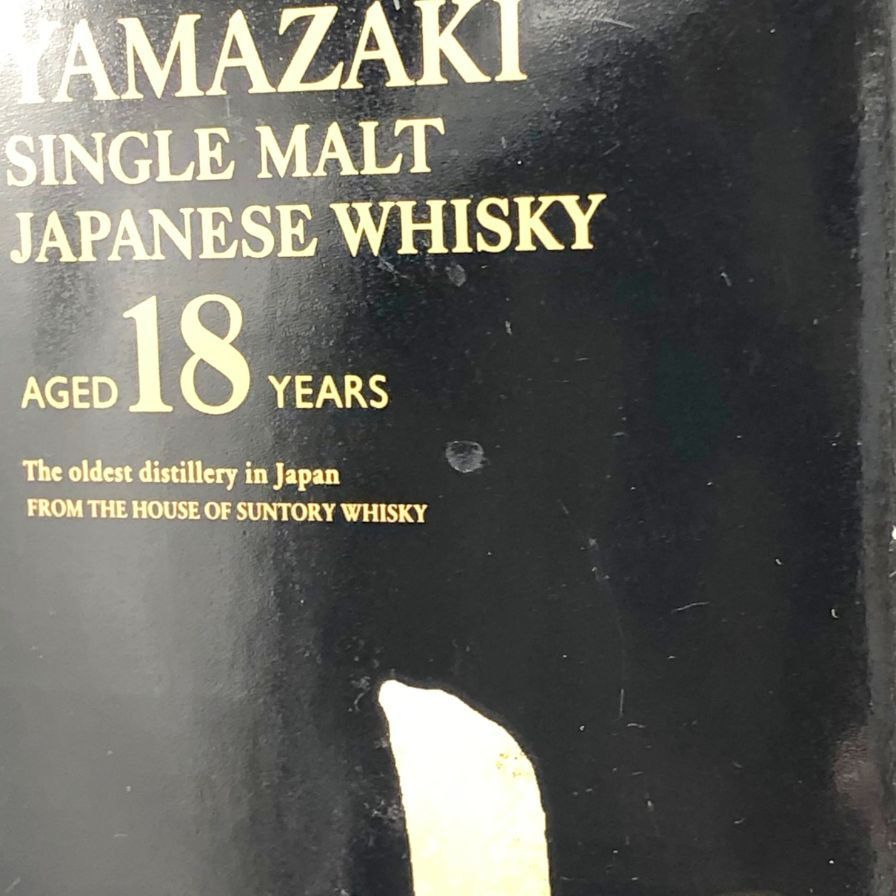 YAMAZAKI
SINGLE MALT
JAPANESE WHISKY
AGED 18 YEARS
The oldest distillery in Japan
FROM THE HOUSE OF SUNTORY WHISKY